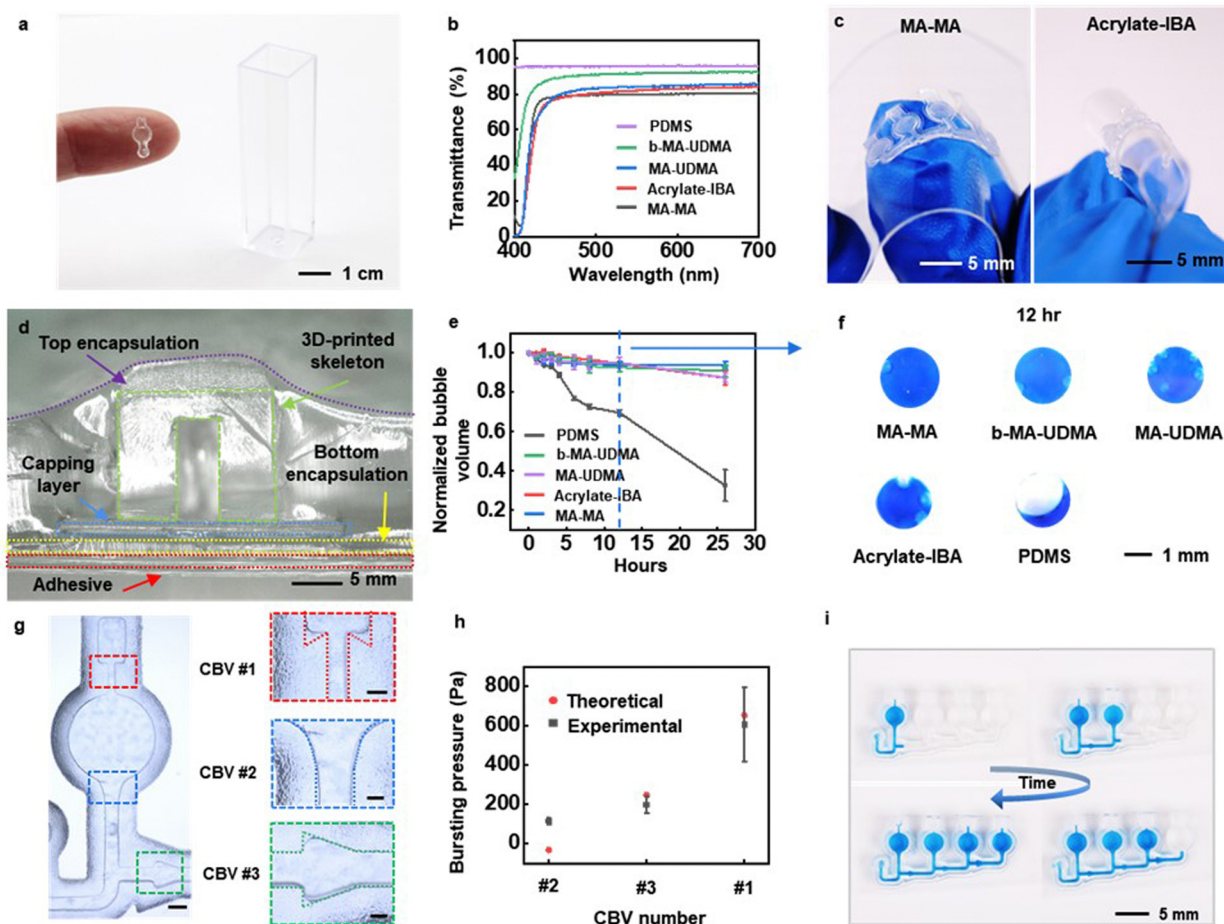 a
1 cm
b
Transmittance (%)
100
80
60
40
20
0
PDMS
b-MA-UDMA
MA-UDMA
Acrylate-IBA
MA-MA
400
500
600
700
Wavelength (nm)
c
MA-MA
Acrylate-IBA
5 mm
5 mm
d
Top encapsulation
3D-printed
skeleton
Capping
layer
Bottom
encapsulation
Adhesive
5 mm
e
Normalized bubble
volume
1.0
0.8
0.6
0.4
0.2
PDMS
b-MA-UDMA
MA-UDMA
Acrylate-IBA
MA-MA
0
5
10
15
20
25
30
Hours
f
12 hr
MA-MA
b-MA-UDMA
MA-UDMA
Acrylate-IBA
PDMS
1 mm
g
CBV #1
CBV #2
CBV #3
h
Bursting pressure (Pa)
800
600
400
200
0
Theoretical
Experimental
#2
#3
#1
CBV number
i
Time
5 mm